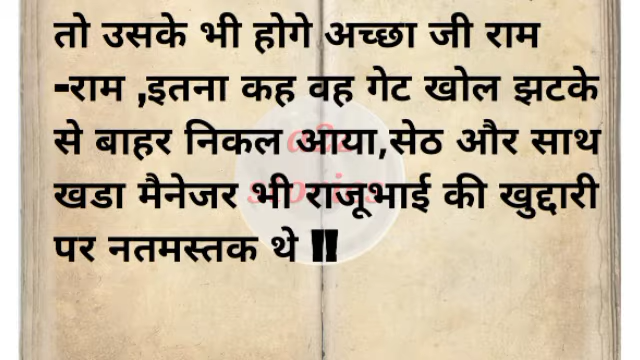 तो उसके भी होगे अच्छा जी राम
-राम ,इतना कह वह गेट खोल झटके
से बाहर निकल आया,सेठ और साथ
खडा मैनेजर भी राजूभाई की खुद्दारी
पर नतमस्तक थे !!